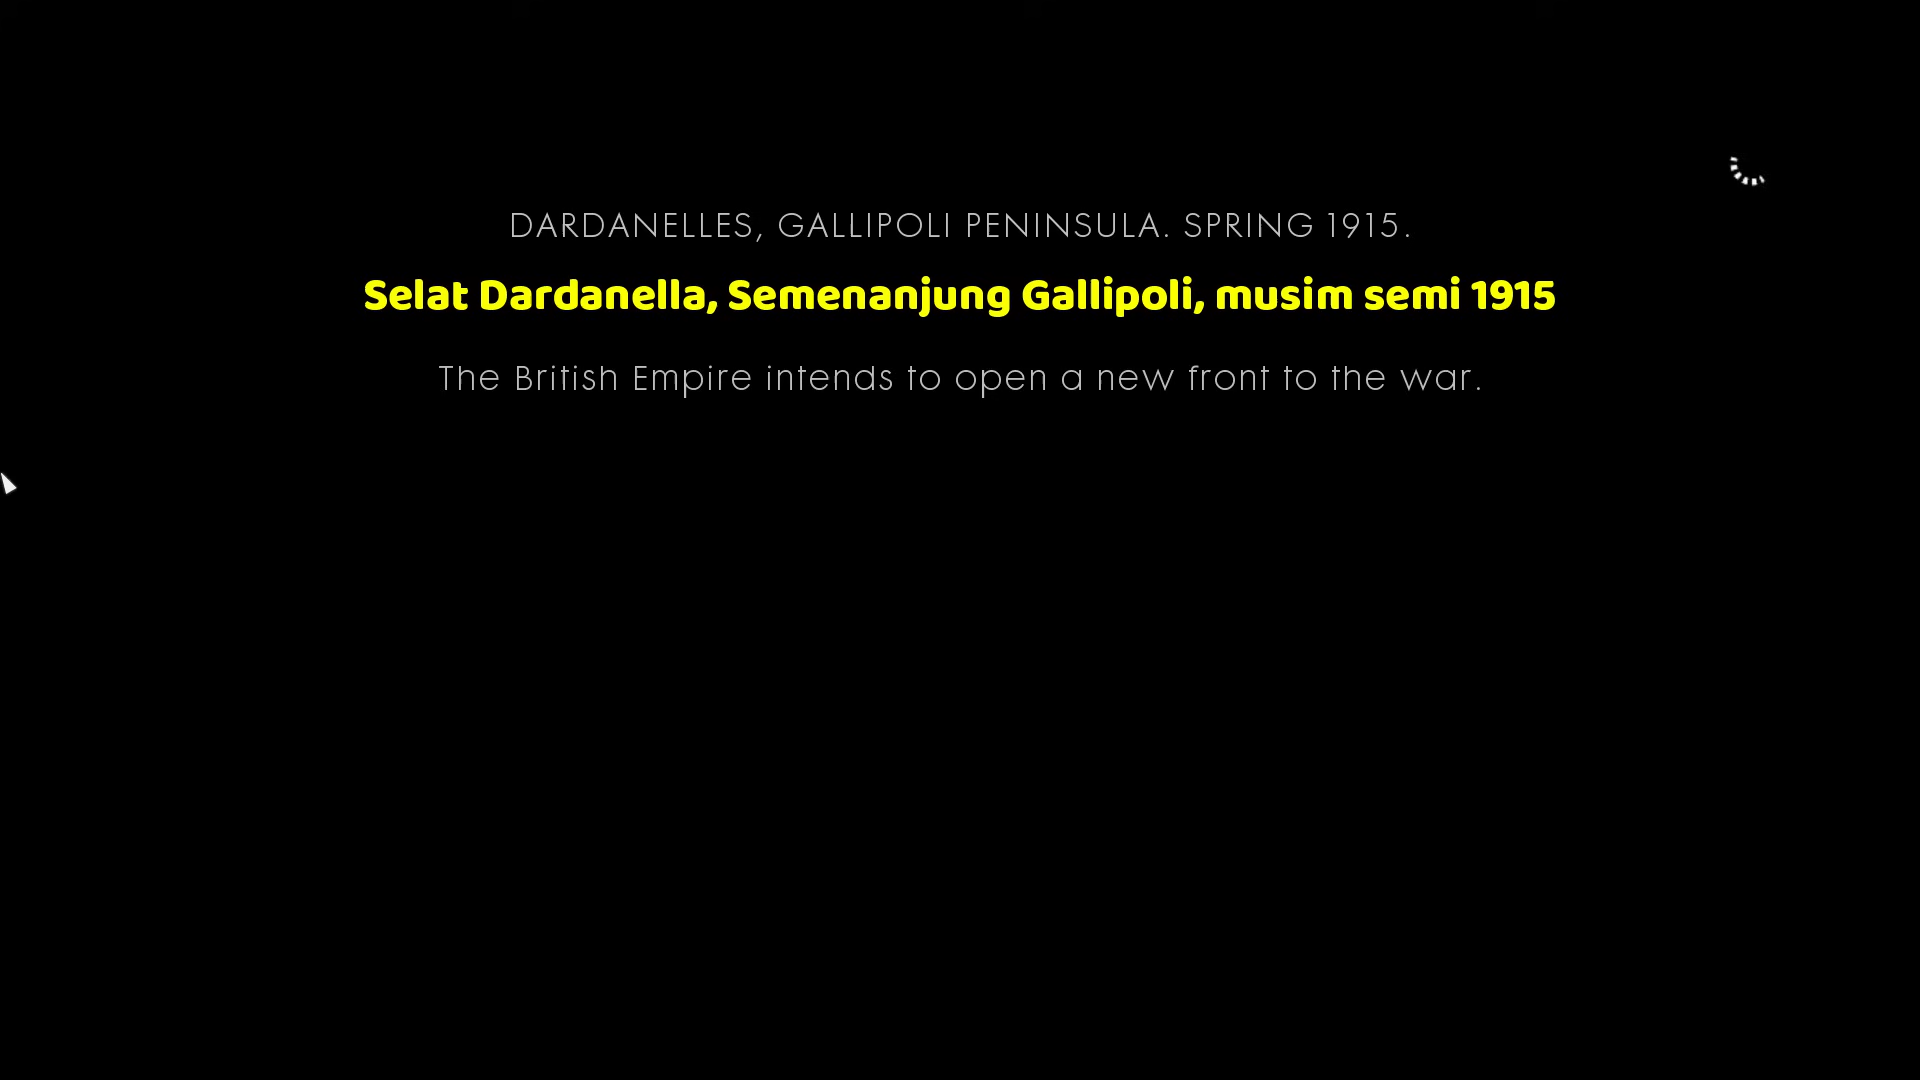 DARDANELLES, GALLIPOLI PENINSULA. SPRING 1915.
Selat Dardanella, Semenanjung Gallipoli, musim semi 1915
The British Empire intends to open a new front to the war.